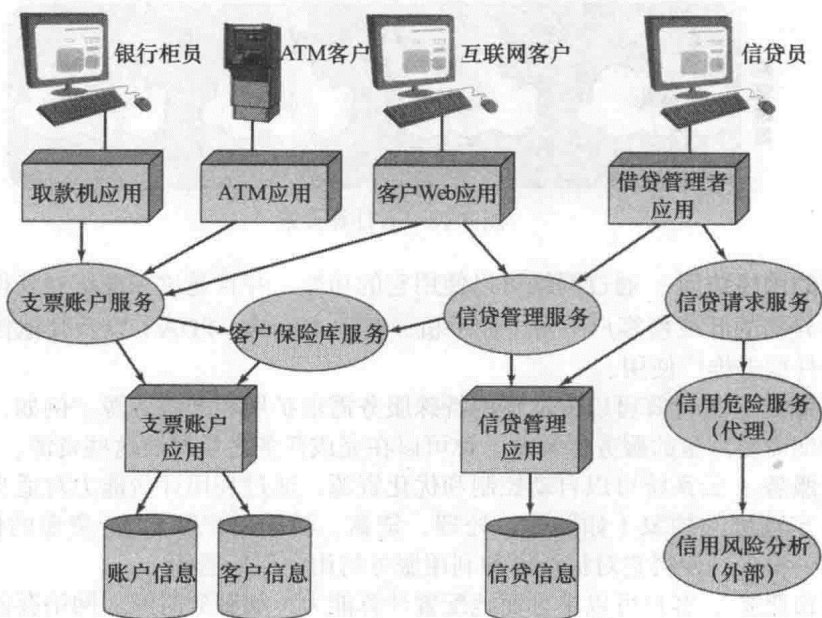 银行柜员
ATM客户
互联网客户
信贷员
取款机应用
ATM应用
客户Web应用
借贷管理者
应用
支票账户服务
客户保险库服务
信贷管理服务
信贷请求服务
支票账户
应用
信贷管理
应用
信用危险服务
(代理)
账户信息
客户信息
信贷信息
信用风险分析
(外部)